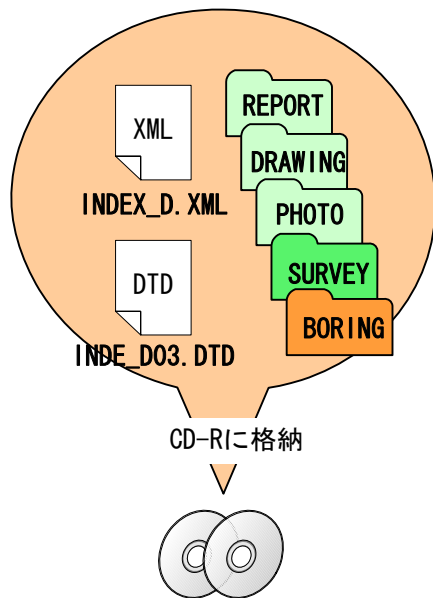 XML
INDEX_D.XML
DTD
INDE_D03.DTD
REPORT
DRAWING
PHOTO
SURVEY
BORING
CD-Rに格納